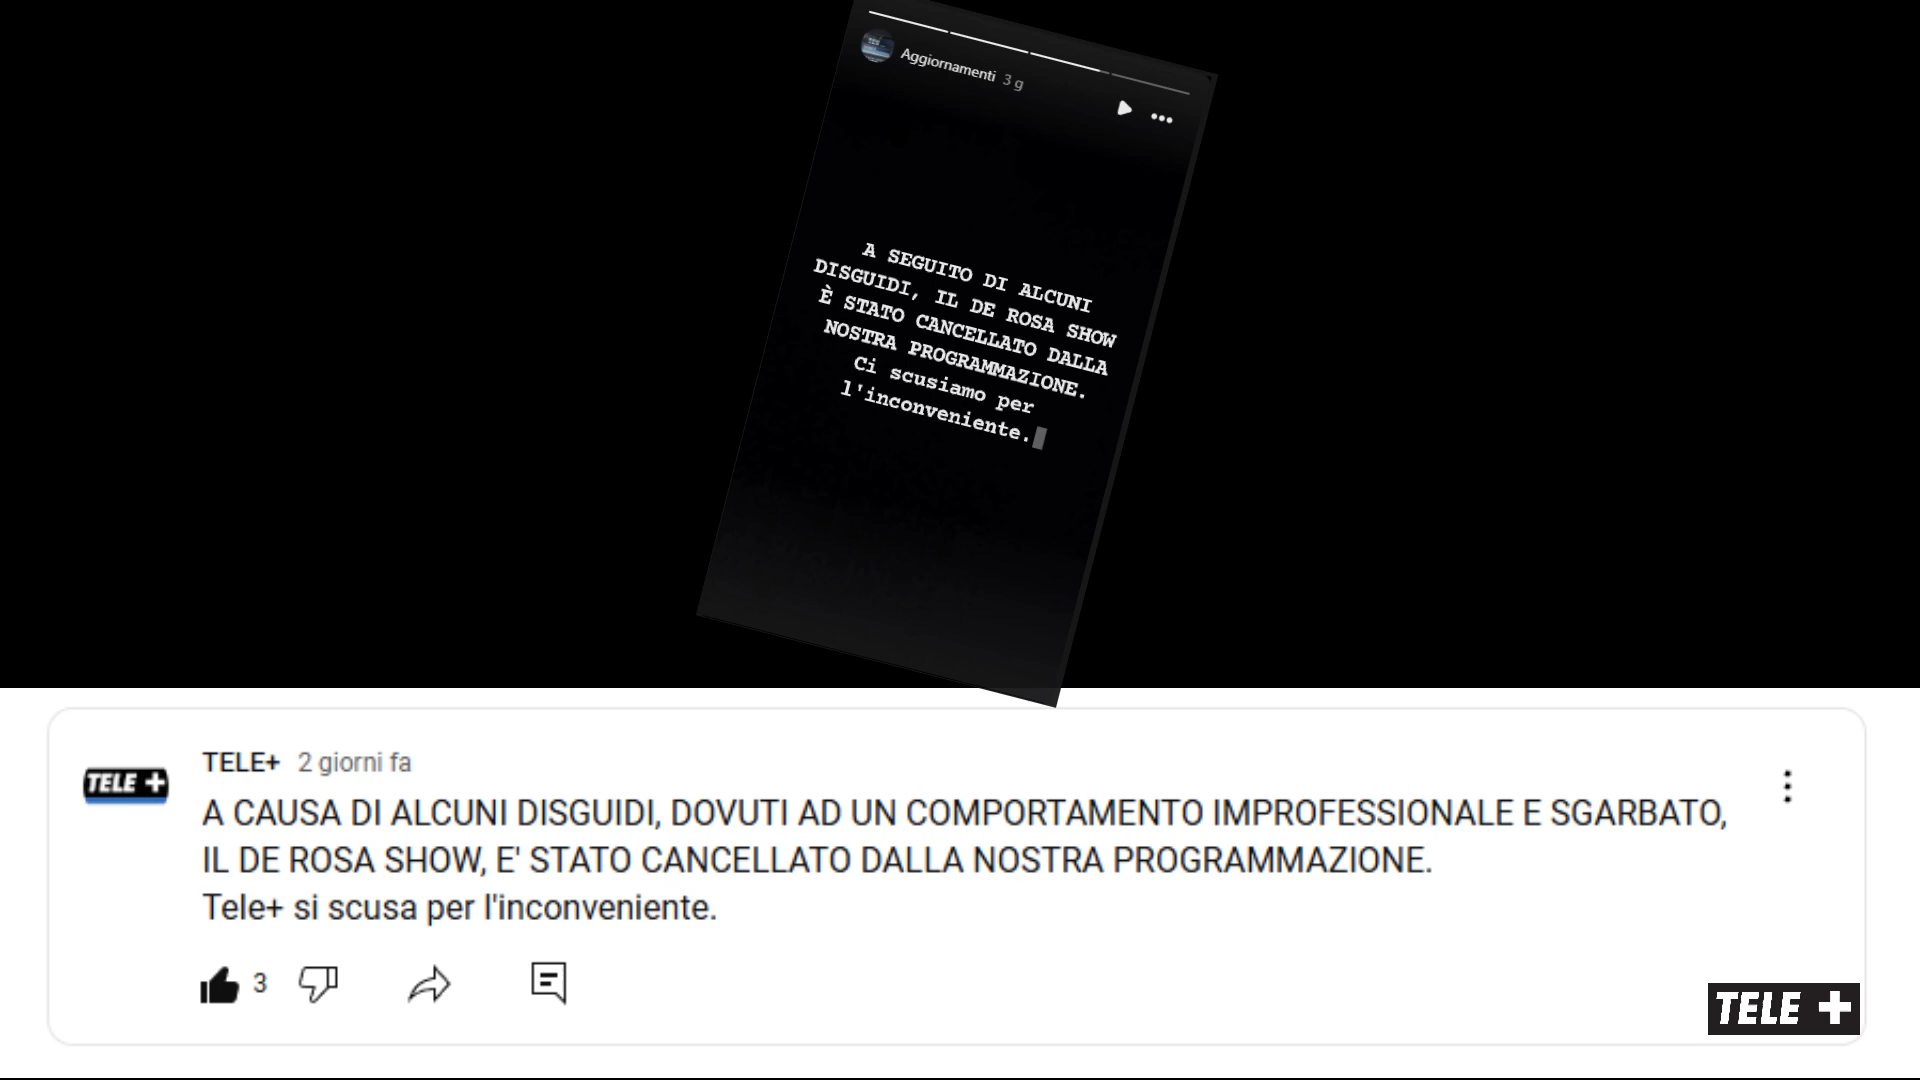 Aggiornamenti 3 g
A SEGUITO DI ALCUNI
DISGUIDI, IL DE ROSA SHOW
È STATO CANCELLATO DALLA
NOSTRA PROGRAMMAZIONE.
Ci scusiamo per
l'inconveniente.
TELE +
TELE+ 2 giorni fa
A CAUSA DI ALCUNI DISGUIDI, DOVUTI AD UN COMPORTAMENTO IMPROFESSIONALE E SGARBATO,
IL DE ROSA SHOW, E' STATO CANCELLATO DALLA NOSTRA PROGRAMMAZIONE.
Tele+ si scusa per l'inconveniente.
3
TELE +